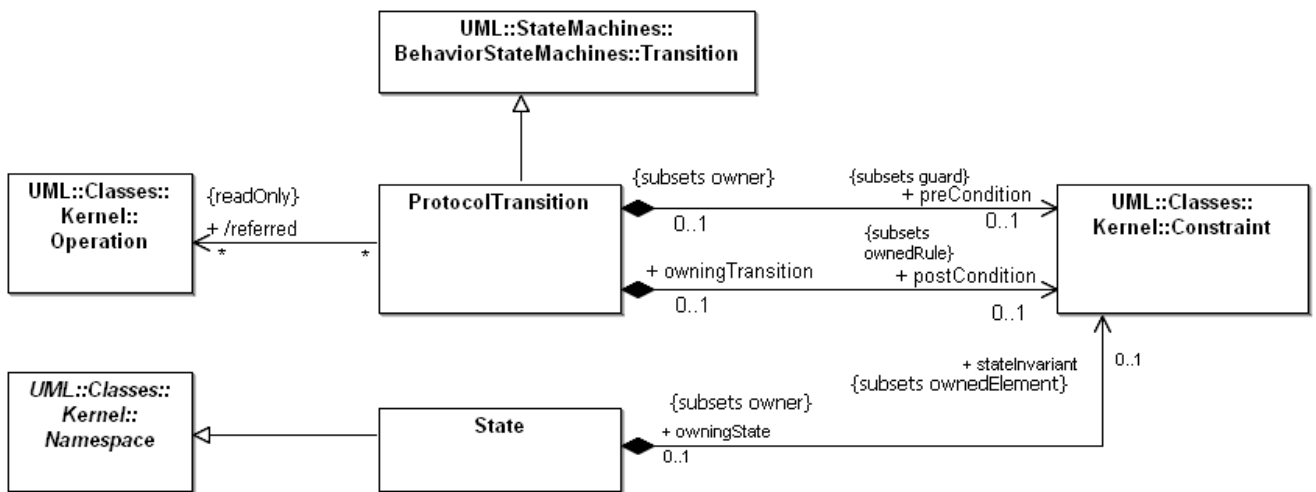 UML::StateMachines::
BehaviorStateMachines::Transition
UML::Classes::
Kernel::
Operation
{readOnly}
+ /referred
*
*
ProtocolTransition
{subsets owner}
0..1
{subsets guard}
+ preCondition
0..1
+ owningTransition
0..1
{subsets
ownedRule}
+ postCondition
0..1
UML::Classes::
Kernel::Constraint
+ stateInvariant
0..1
{subsets ownedElement}
UML::Classes::
Kernel::
Namespace
State
{subsets owner}
+ owningState
0..1